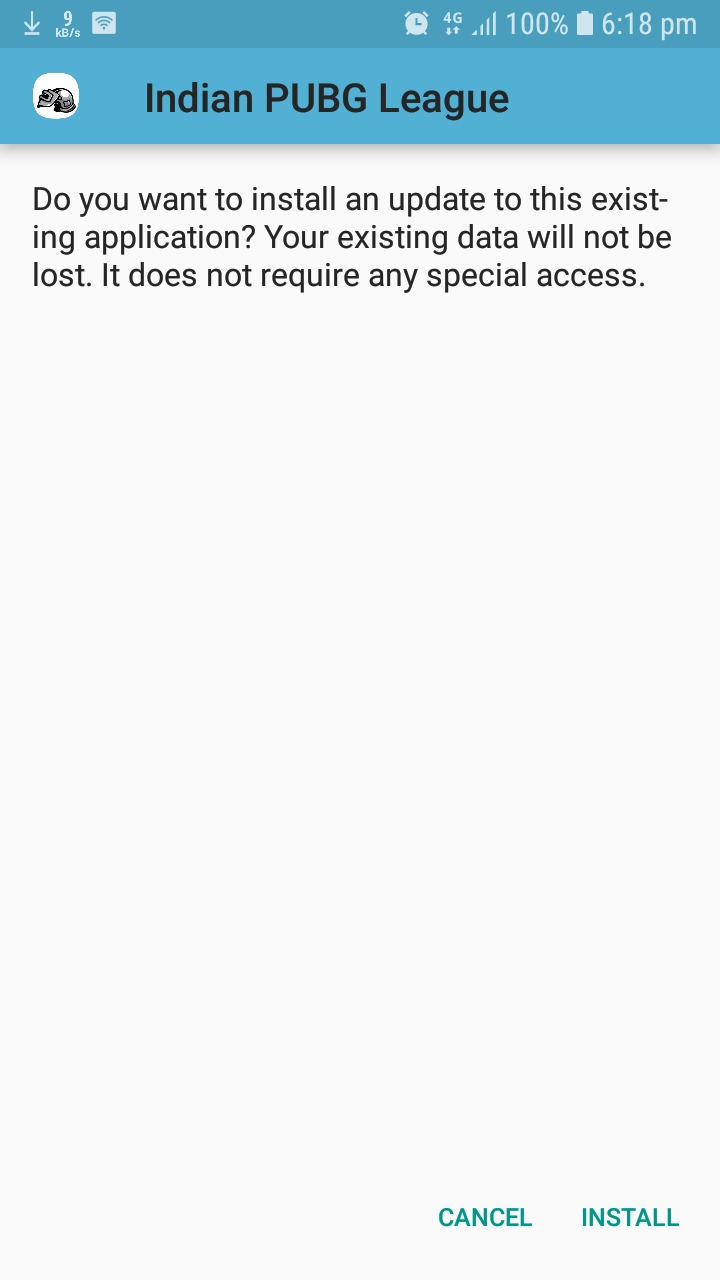 9
kB/s
4G
100%
6:18 pm
Indian PUBG League
Do you want to install an update to this exist-
ing application? Your existing data will not be
lost. It does not require any special access.
CANCEL
INSTALL